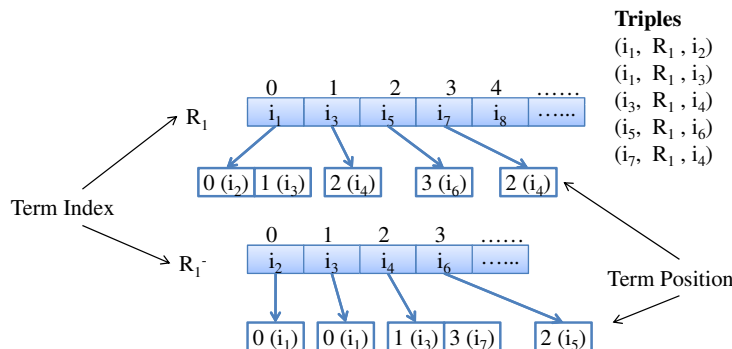 Triples
(i₁, R₁ , i₂)
(i₁, R₁ , i₃)
(i₃, R₁ , i₄)
(i₅, R₁ , i₆)
(i₇, R₁ , i₄)
0 1 2 3 4 ……
R₁ i₁ i₃ i₅ i₇ i₈ …...
0 (i₂) 1 (i₃) 2 (i₄) 3 (i₆) 2 (i₄)
Term Index
0 1 2 3 ……
R₁⁻ i₂ i₃ i₄ i₆ …...
Term Position
0 (i₁) 0 (i₁) 1 (i₃) 3 (i₇) 2 (i₅)